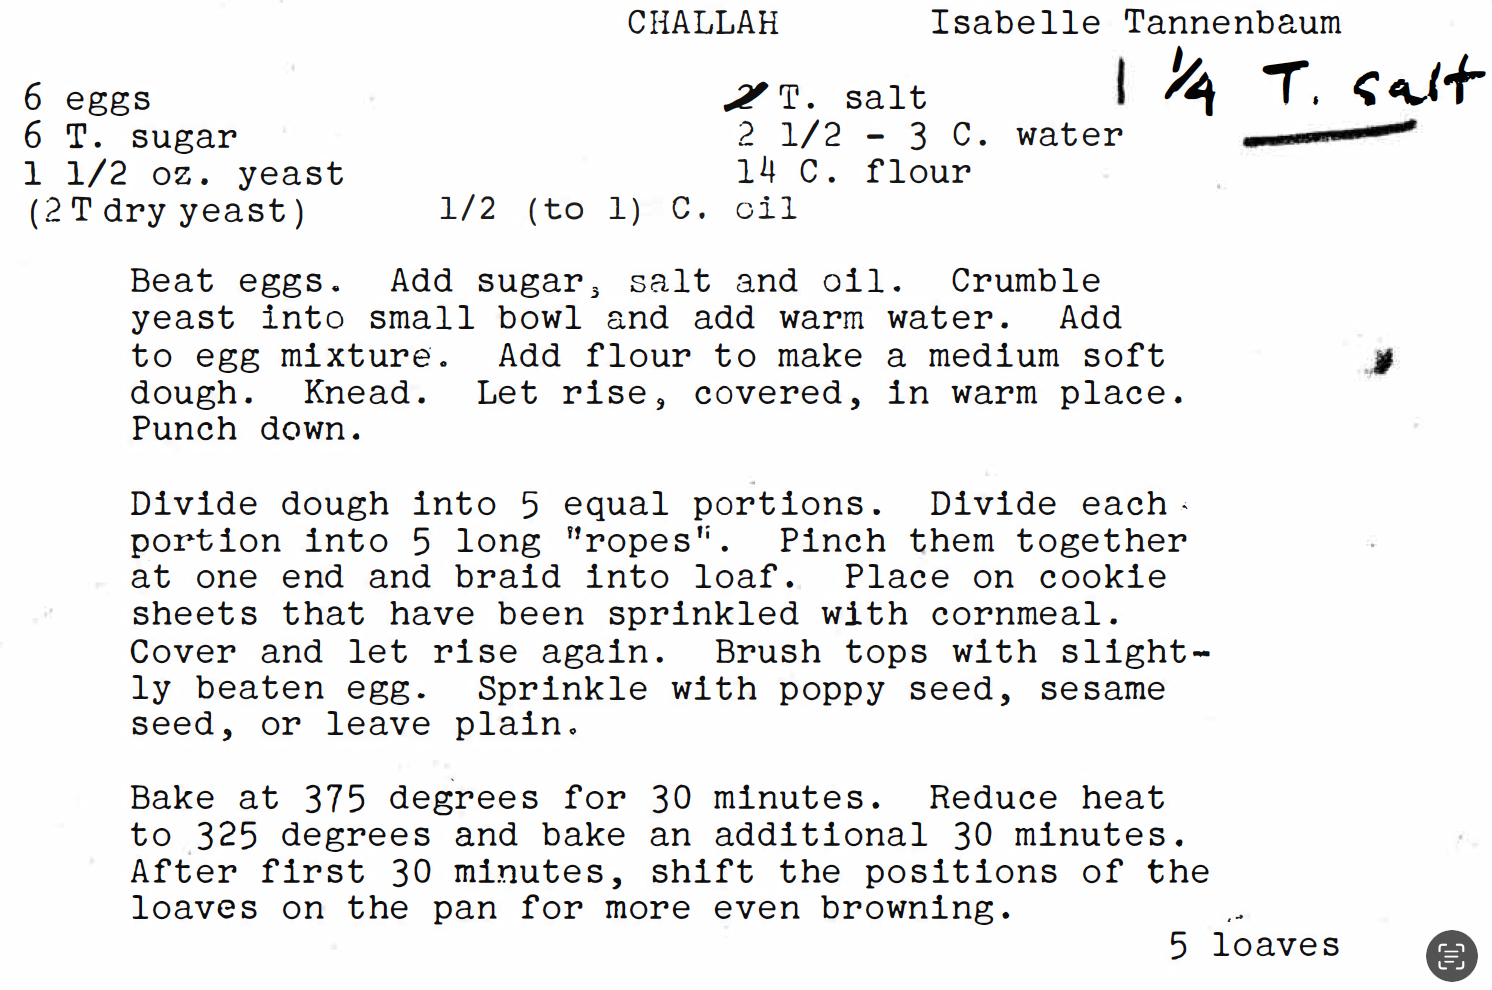 CHALLAH Isabelle Tannenbaum
1 1/4 T. salt
6 eggs
6 T. sugar
1 1/2 oz. yeast
(2 T dry yeast)
2 T. salt
2 1/2 - 3 C. water
14 C. flour
1/2 (to 1) C. oil
Beat eggs. Add sugar, salt and oil. Crumble
yeast into small bowl and add warm water. Add
to egg mixture. Add flour to make a medium soft
dough. Knead. Let rise, covered, in warm place.
Punch down.
Divide dough into 5 equal portions. Divide each
portion into 5 long "ropes". Pinch them together
at one end and braid into loaf. Place on cookie
sheets that have been sprinkled with cornmeal.
Cover and let rise again. Brush tops with slight-
ly beaten egg. Sprinkle with poppy seed, sesame
seed, or leave plain.
Bake at 375 degrees for 30 minutes. Reduce heat
to 325 degrees and bake an additional 30 minutes.
After first 30 minutes, shift the positions of the
loaves on the pan for more even browning.
5 loaves